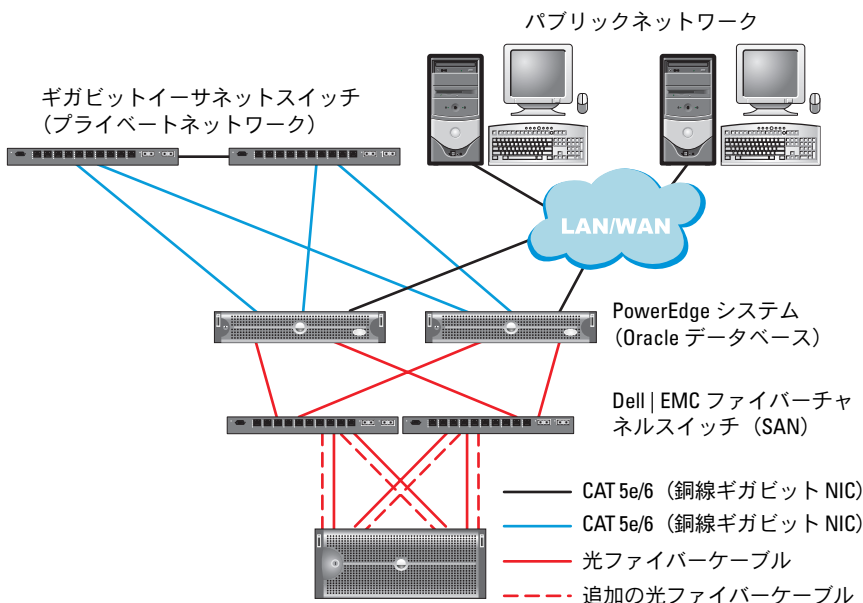 パブリックネットワーク
ギガビットイーサネットスイッチ
（プライベートネットワーク）
LAN/WAN
PowerEdge システム
（Oracle データベース）
Dell | EMC ファイバーチャ
ネルスイッチ（SAN）
CAT 5e/6（銅線ギガビット NIC）
CAT 5e/6（銅線ギガビット NIC）
光ファイバーケーブル
追加の光ファイバーケーブル